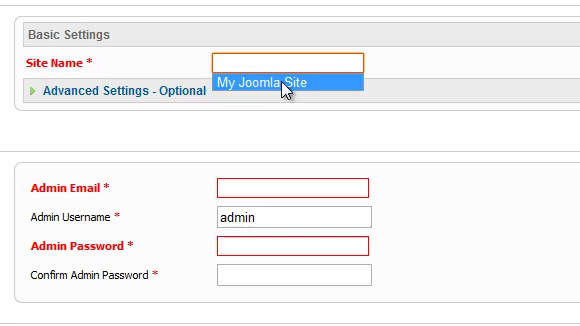 Basic Settings
Site Name *
My Joomla Site
Advanced Settings - Optional
Admin Email *
Admin Username *
admin
Admin Password *
Confirm Admin Password *